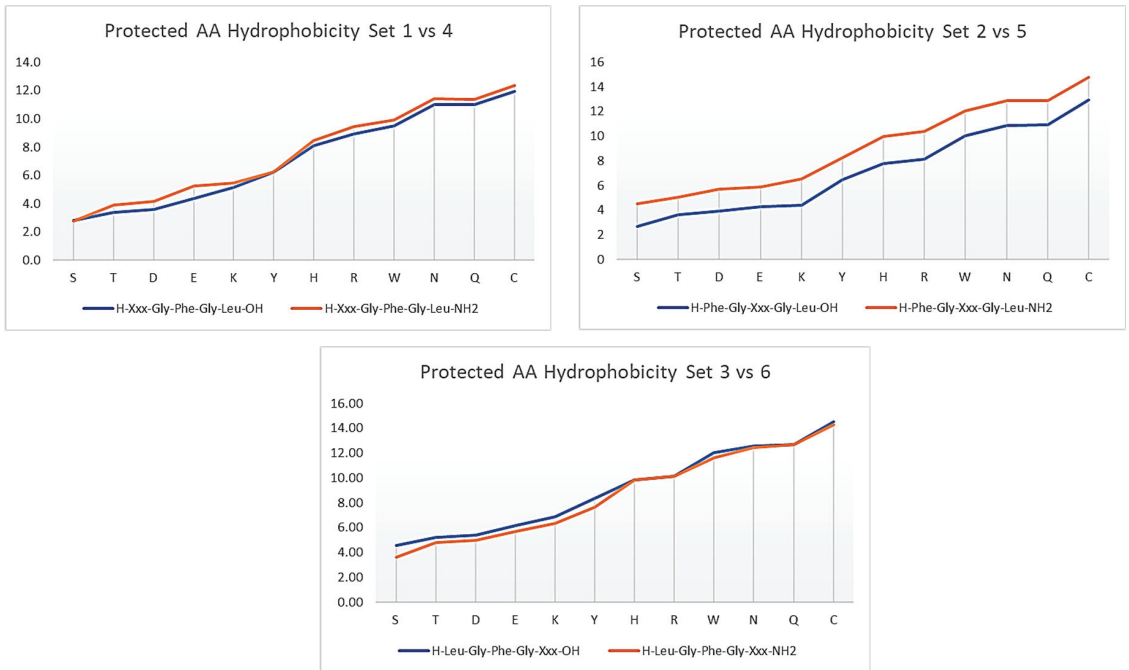 Protected AA Hydrophobicity Set 1 vs 4
14.0
12.0
10.0
8.0
6.0
4.0
2.0
0.0
S T D E K Y H R W N Q C
H-Xxx-Gly-Phe-Gly-Leu-OH H-Xxx-Gly-Phe-Gly-Leu-NH2
Protected AA Hydrophobicity Set 2 vs 5
16
14
12
10
8
6
4
2
0
S T D E K Y H R W N Q C
H-Phe-Gly-Xxx-Gly-Leu-OH H-Phe-Gly-Xxx-Gly-Leu-NH2
Protected AA Hydrophobicity Set 3 vs 6
16.00
14.00
12.00
10.00
8.00
6.00
4.00
2.00
0.00
S T D E K Y H R W N Q C
H-Leu-Gly-Phe-Gly-Xxx-OH H-Leu-Gly-Phe-Gly-Xxx-NH2